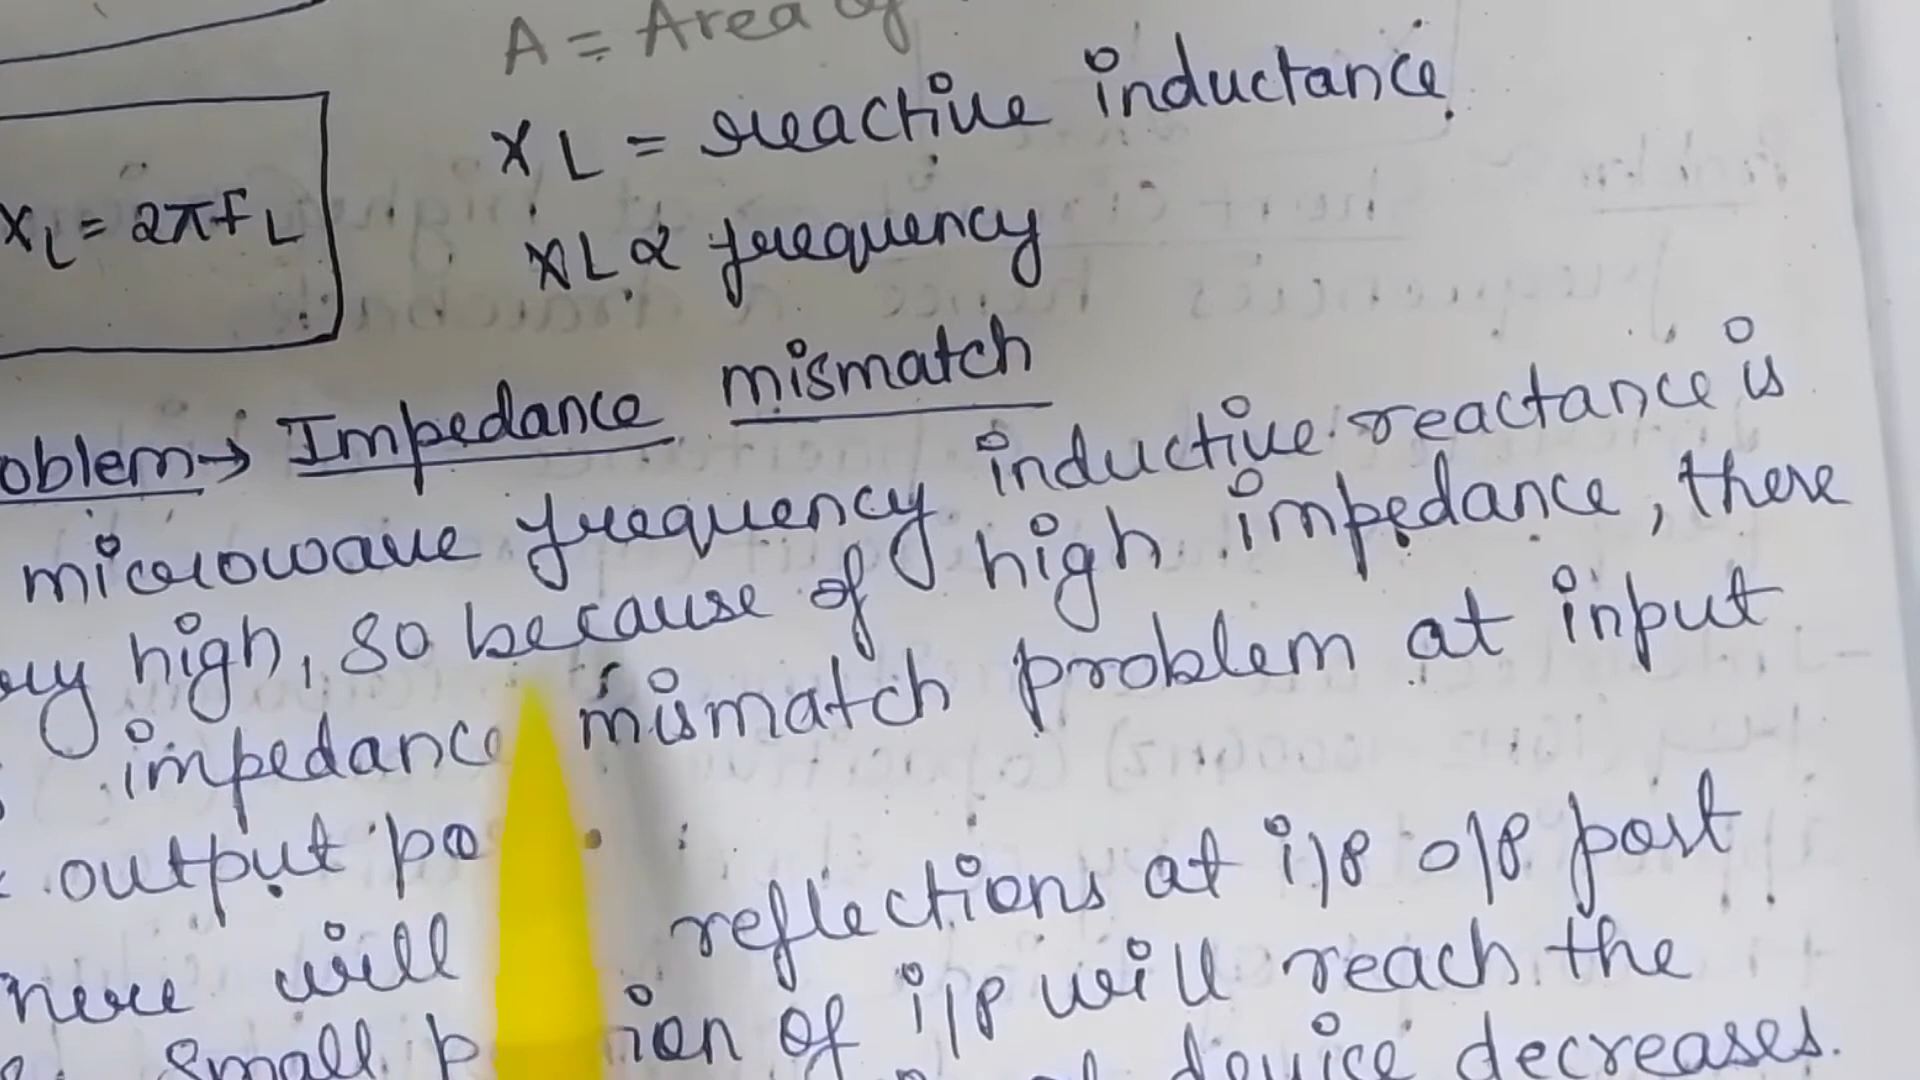 A = Area of
XL = reactive inductance
XL = 2πfL
XL ∝ frequency
oblem → Impedance mismatch
microwave frequency inductive reactance is
high, so because of high impedance, there
impedance mismatch problem at input
output po
will reflections at i/p o/p port
small p ion of i/p will reach the
device decreases.